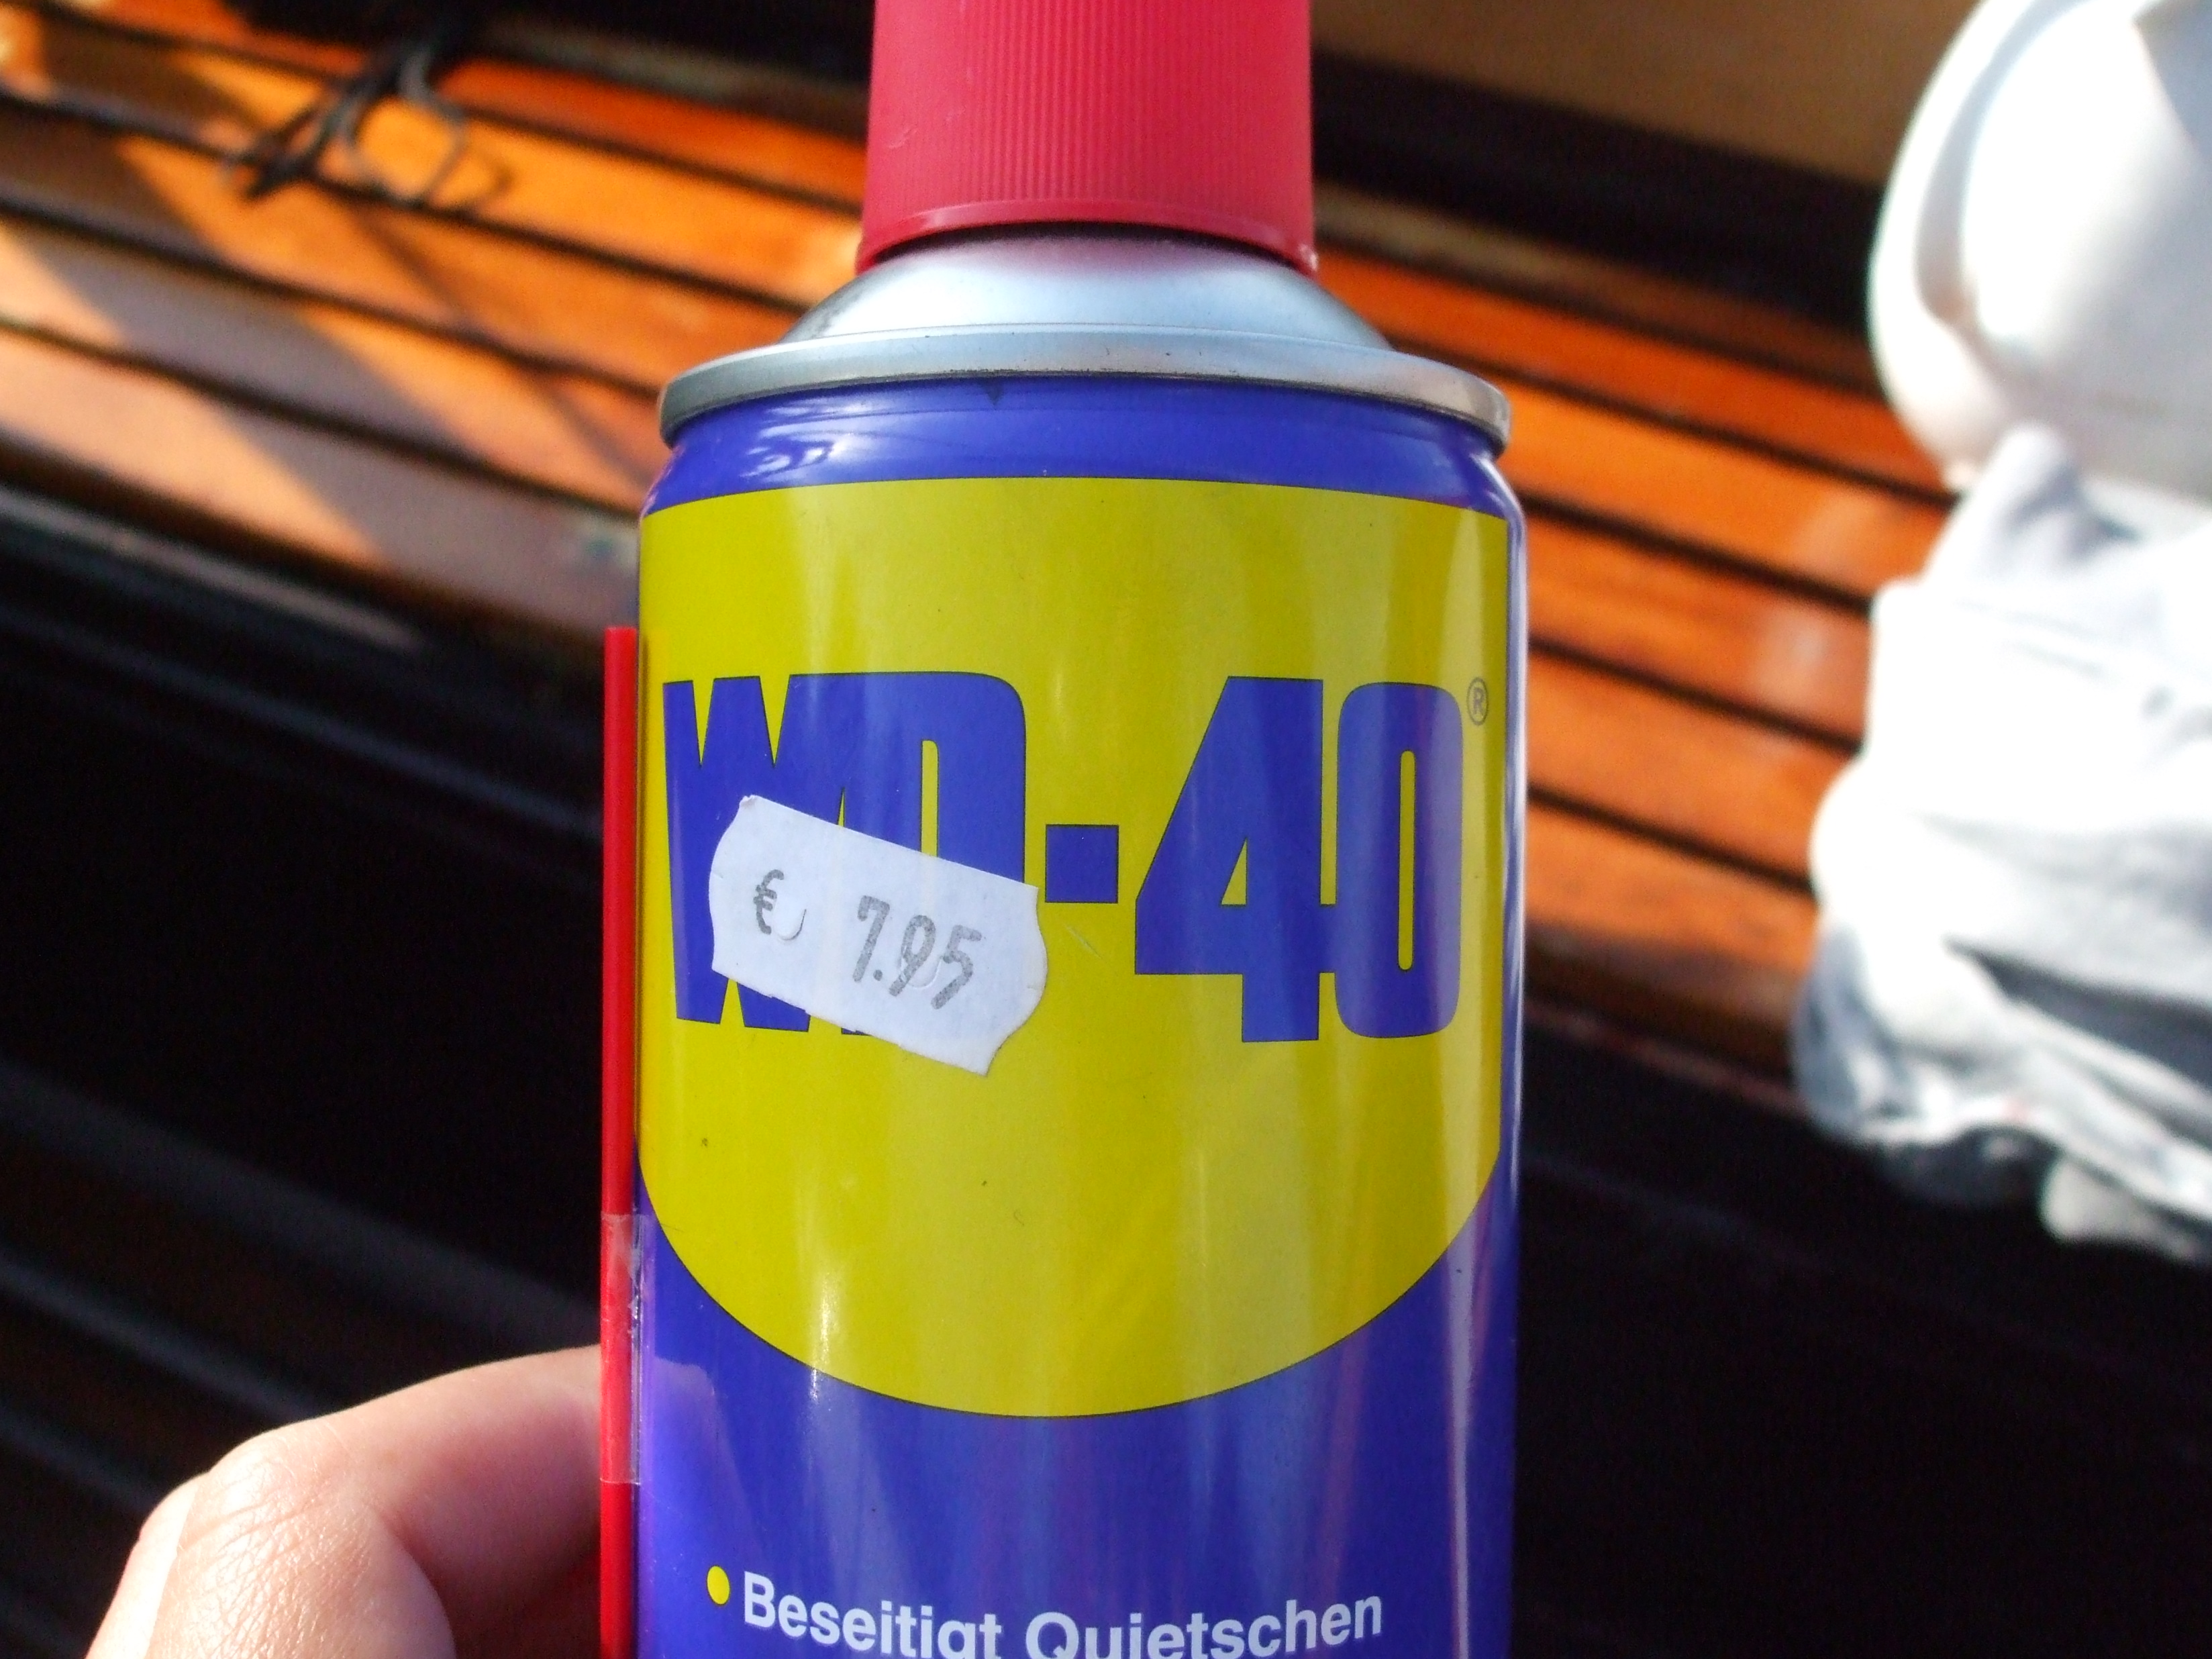 WD-40®
€ 7.95
Beseitigt Quietschen